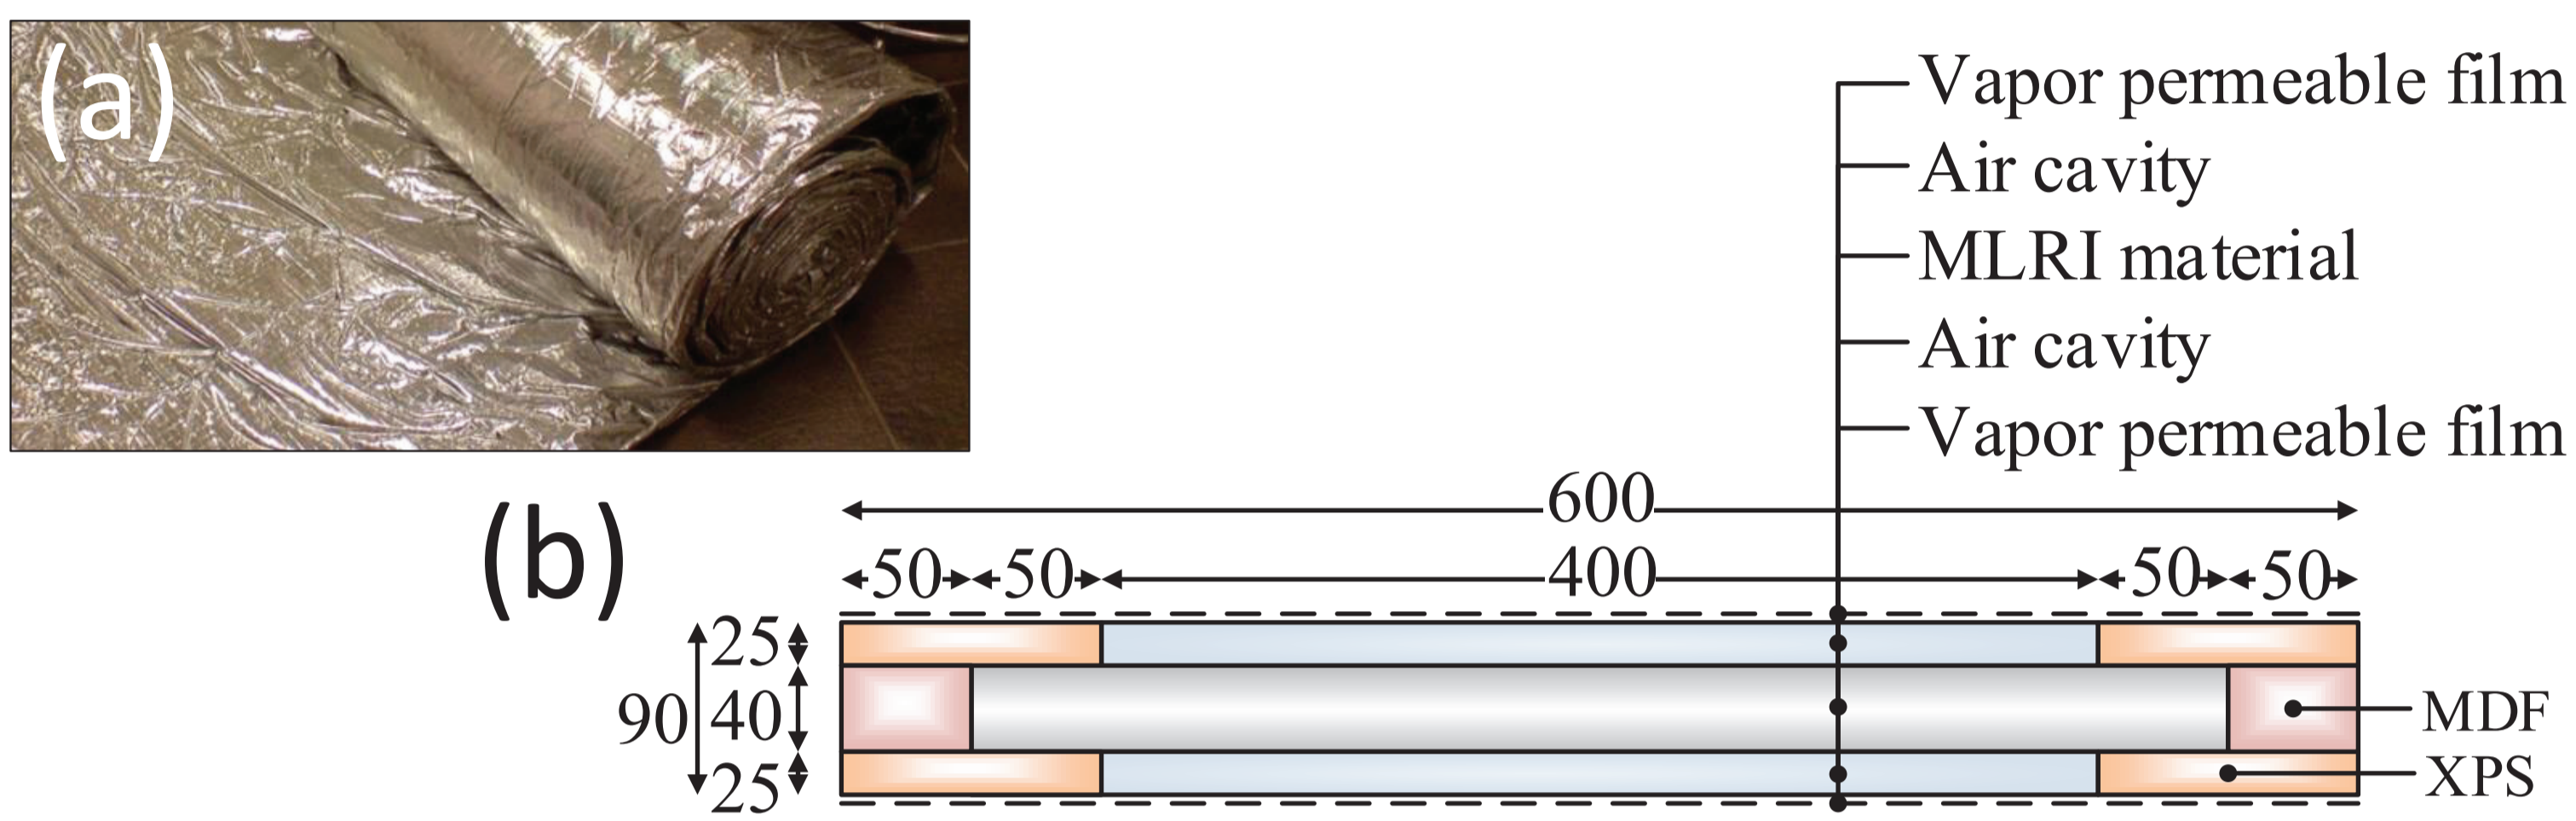 (a)
Vapor permeable film
Air cavity
MLRI material
Air cavity
Vapor permeable film
(b)
600
50 50 400 50 50
25
90 40
25
MDF
XPS